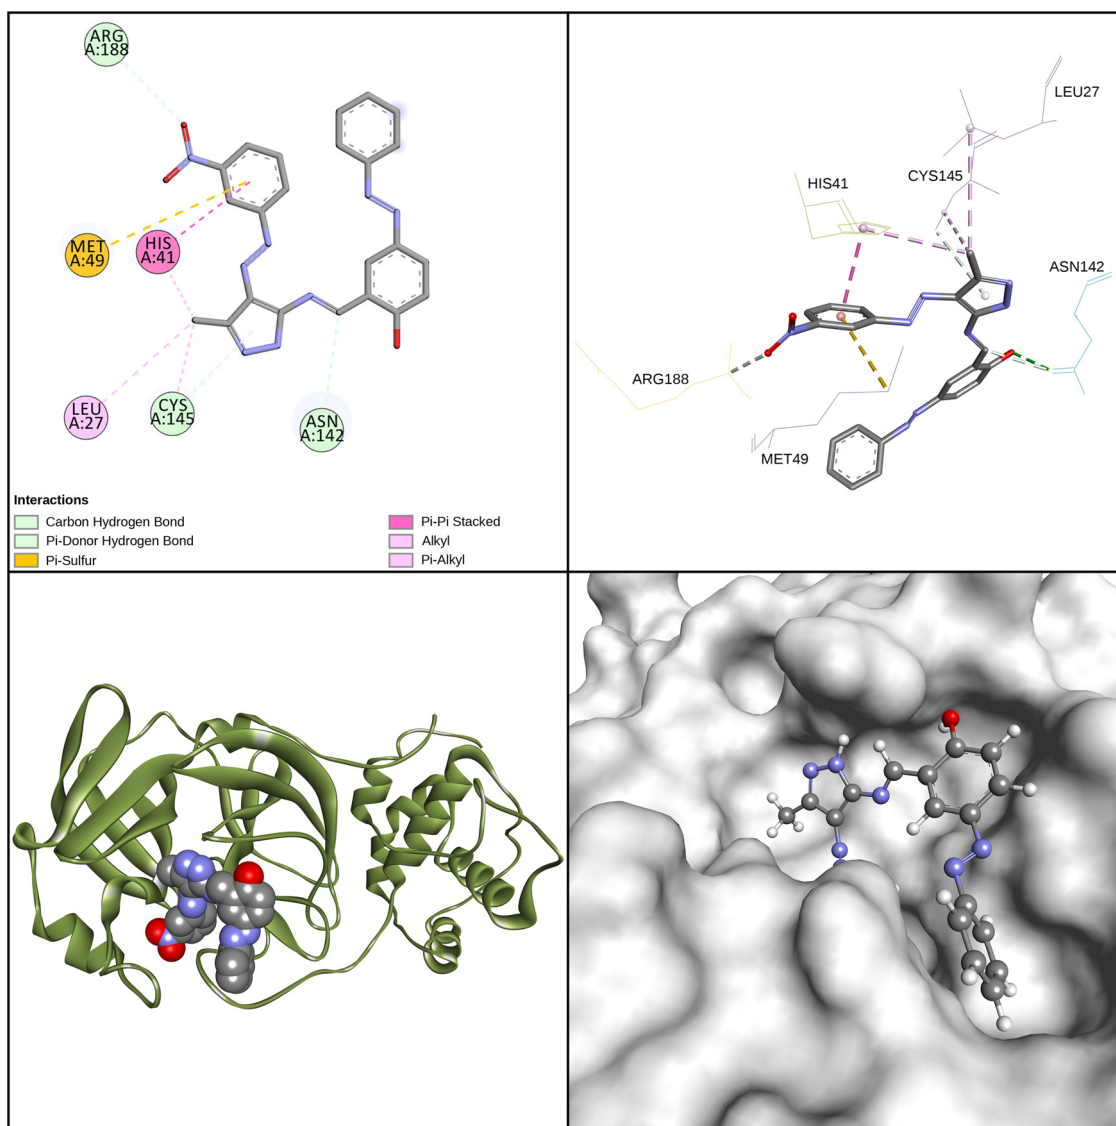 ARG
A:188
MET
A:49
HIS
A:41
LEU
A:27
CYS
A:145
ASN
A:142
Interactions
Carbon Hydrogen Bond
Pi-Donor Hydrogen Bond
Pi-Sulfur
Pi-Pi Stacked
Alkyl
Pi-Alkyl
LEU27
CYS145
HIS41
ASN142
ARG188
MET49